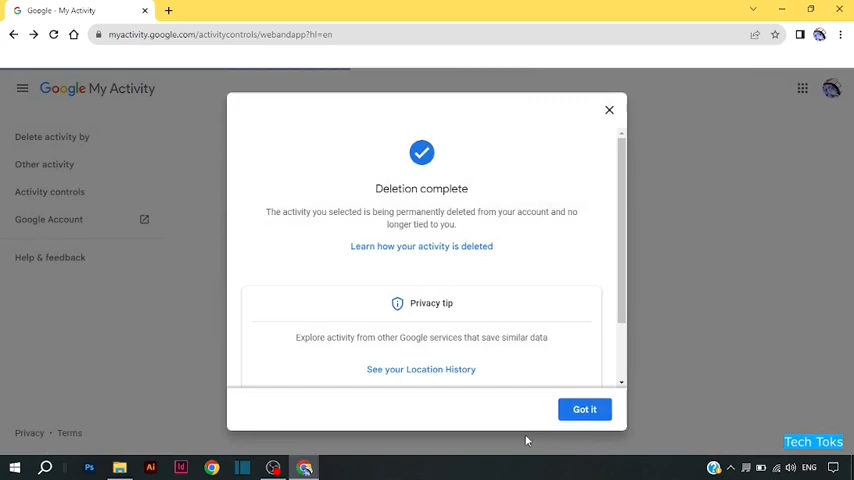 Google - My Activity
myactivity.google.com/activitycontrols/webandapp?hl=en
Google My Activity
Delete activity by
Other activity
Activity controls
Google Account
Help & feedback
Deletion complete
The activity you selected is being permanently deleted from your account and no
longer tied to you.
Learn how your activity is deleted
Privacy tip
Explore activity from other Google services that save similar data
See your Location History
Got it
Privacy · Terms
Tech Toks
Ps
Ai
Id
ENG